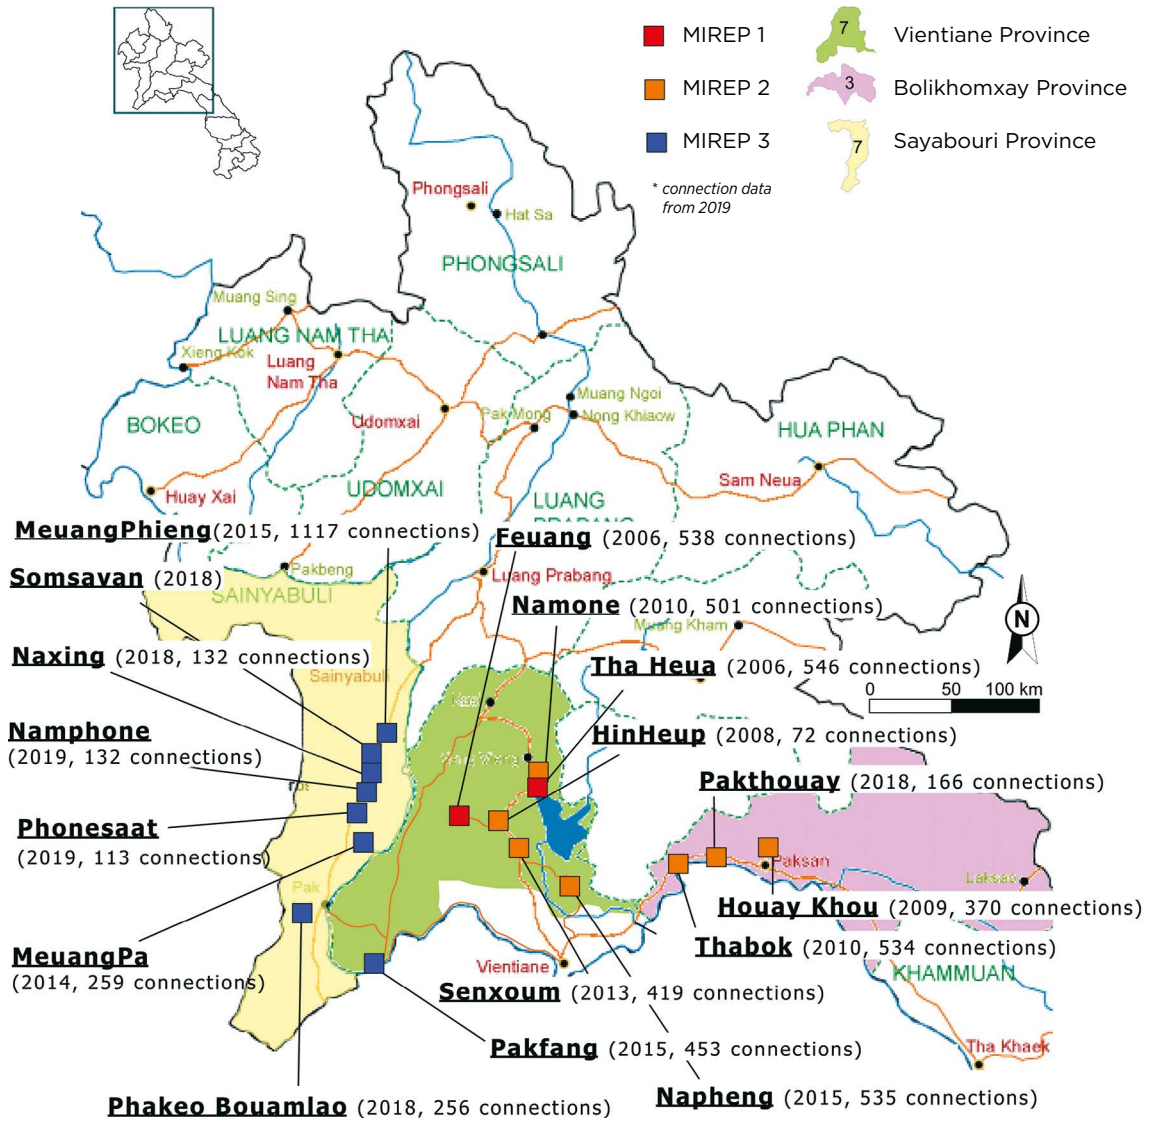 MIREP 1
7
Vientiane Province
MIREP 2
3
Bolikhomxay Province
MIREP 3
7
Sayabouri Province
* connection data
from 2019
Phongsali
Hat Sa
PHONGSALI
Muang Sing
LUANG NAM THA
Xieng Kok
Luang
Nam Tha
Muang Ngoi
BOKEO
Udomxai
Pak Mong
Nong Khiaow
HUA PHAN
Sam Neua
Huay Xai
UDOMXAI
LUANG
PRABANG
MeuangPhieng(2015, 1117 connections)
Feuang (2006, 538 connections)
Pakbeng
Luang Prabang
Somsavan (2018)
SAINYABULI
Namone (2010, 501 connections)
Muang Kham
N
Naxing (2018, 132 connections)
Sainyabuli
Tha Heua (2006, 546 connections)
0 50 100 km
Kasi
Namphone
(2019, 132 connections)
HinHeup (2008, 72 connections)
Vang Vieng
Pakthouay (2018, 166 connections)
Phonesaat
(2019, 113 connections)
Paksan
Pak
Laksao
Houay Khou (2009, 370 connections)
MeuangPa
(2014, 259 connections)
Thabok (2010, 534 connections)
Vientiane
KHAMMUAN
Senxoum (2013, 419 connections)
Pakfang (2015, 453 connections)
Tha Khaek
Phakeo Bouamlao (2018, 256 connections)
Napheng (2015, 535 connections)